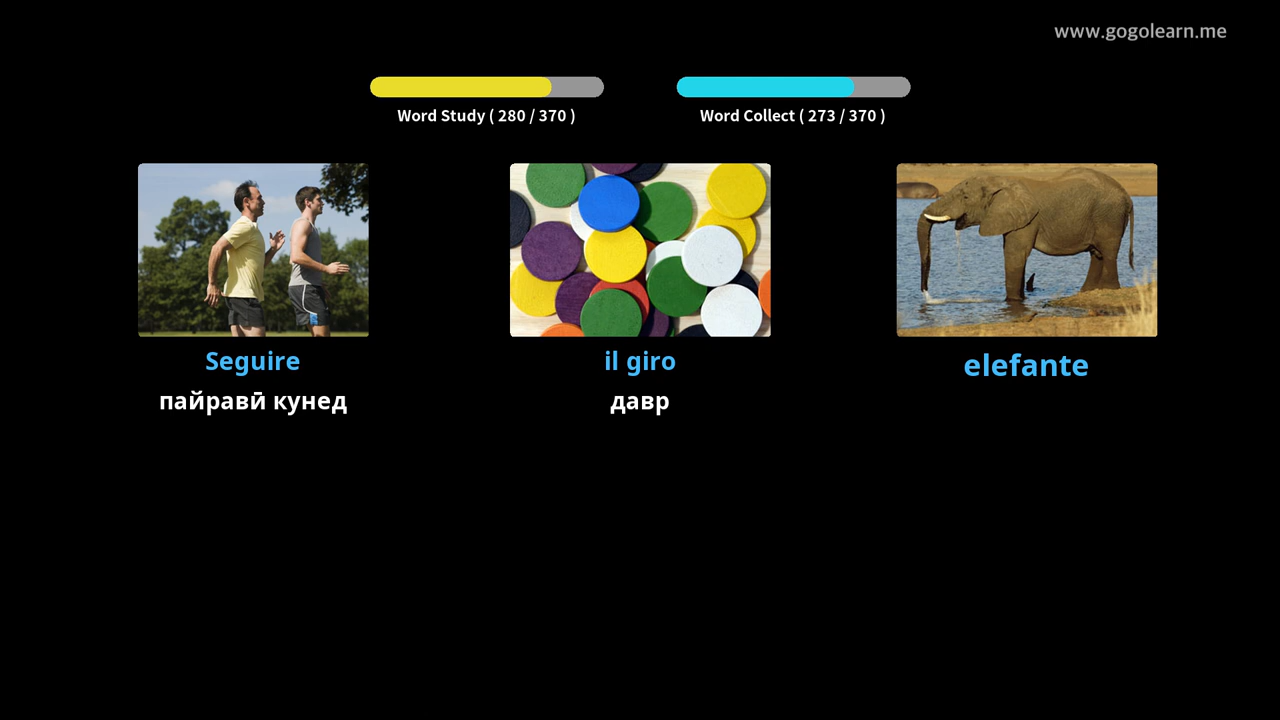 www.gogolearn.me
Word Study ( 280 / 370 )
Word Collect ( 273 / 370 )
Seguire
пайравӣ кунед
il giro
давр
elefante